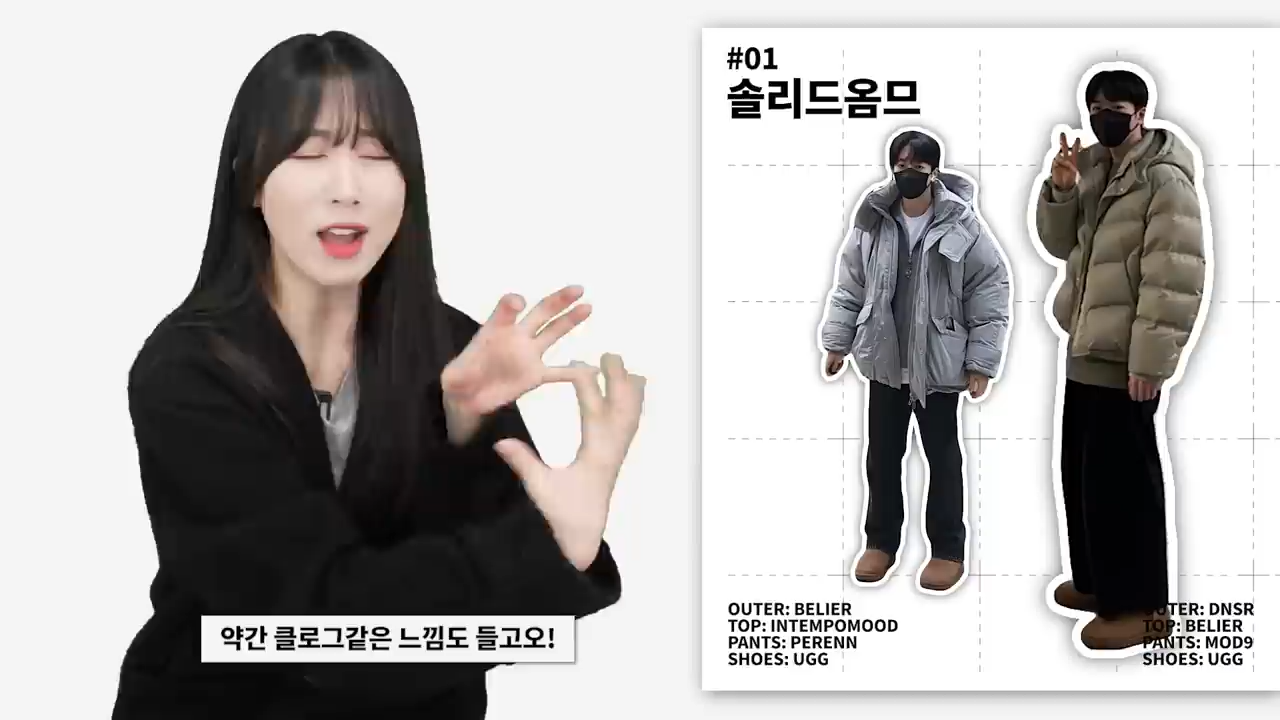 #01
솔리드옴므
OUTER: BELIER
TOP: INTEMPOMOOD
PANTS: PERENN
SHOES: UGG
OUTER: DNSR
TOP: BELIER
PANTS: MOD9
SHOES: UGG
약간 클로그같은 느낌도 들고오!